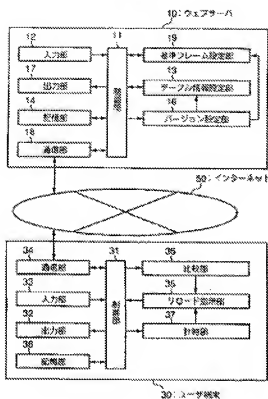 10:ウェブサーバ
12
入力部
17
出力部
14
記憶部
18
通信部
11
制御部
19
基準フレーム設定部
13
テーブル情報設定部
16
バージョン設定部
50:インターネット
34
通信部
33
入力部
32
出力部
38
記憶部
31
制御部
36
比較部
35
リロード
37
計時部
30:ユーザ端末